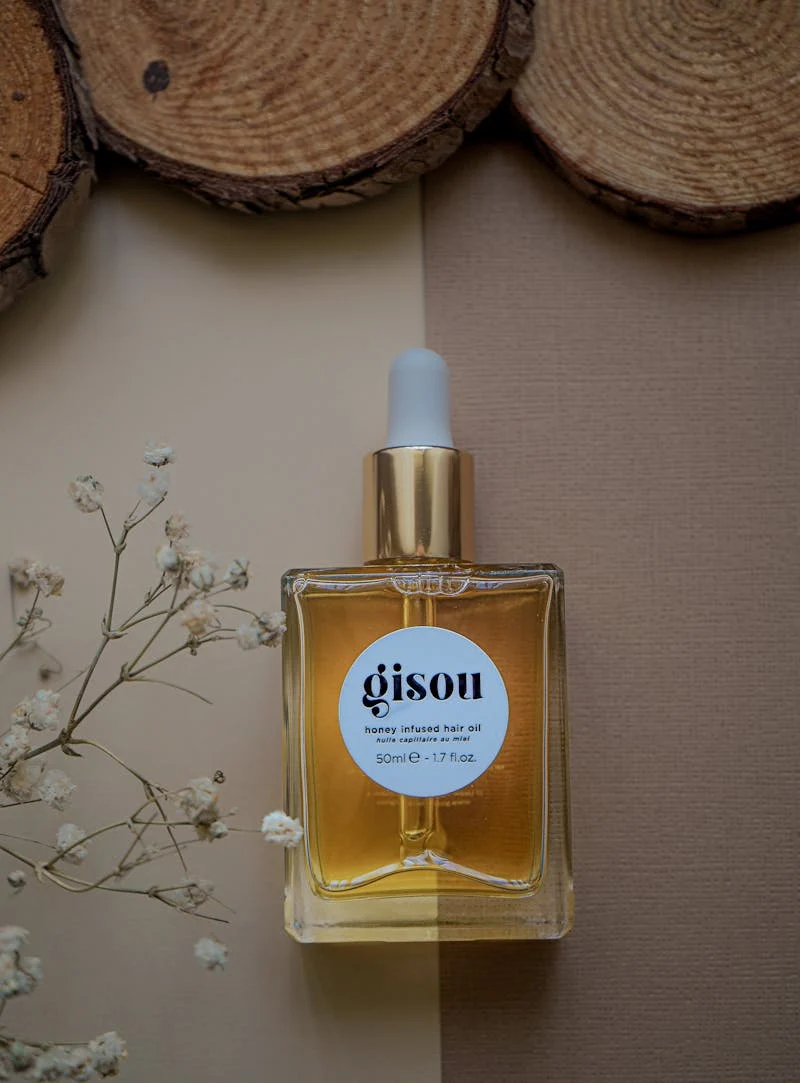 gisou
honey infused hair oil
huile capillaire au miel
50ml ℮ - 1.7 fl.oz.